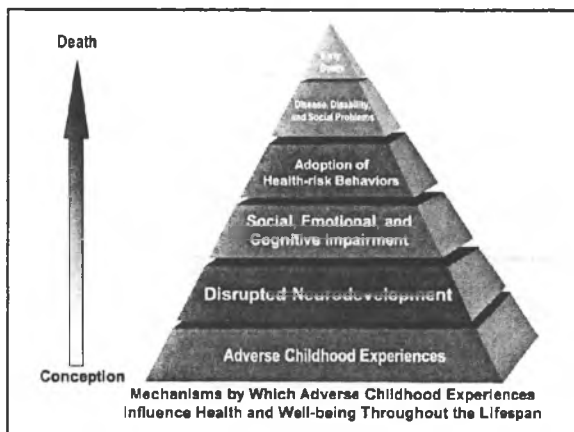 Death
Early
Death
Disease, Disability,
and Social Problems
Adoption of
Health-risk Behaviors
Social, Emotional, and
Cognitive Impairment
Disrupted Neurodevelopment
Adverse Childhood Experiences
Conception
Mechanisms by Which Adverse Childhood Experiences
Influence Health and Well-being Throughout the Lifespan